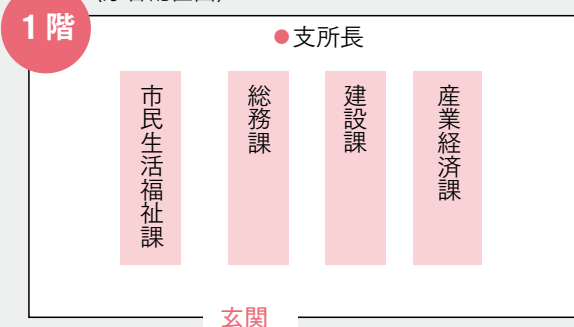 1階
●支所長
市民生活福祉課
総務課
建設課
産業経済課
玄関